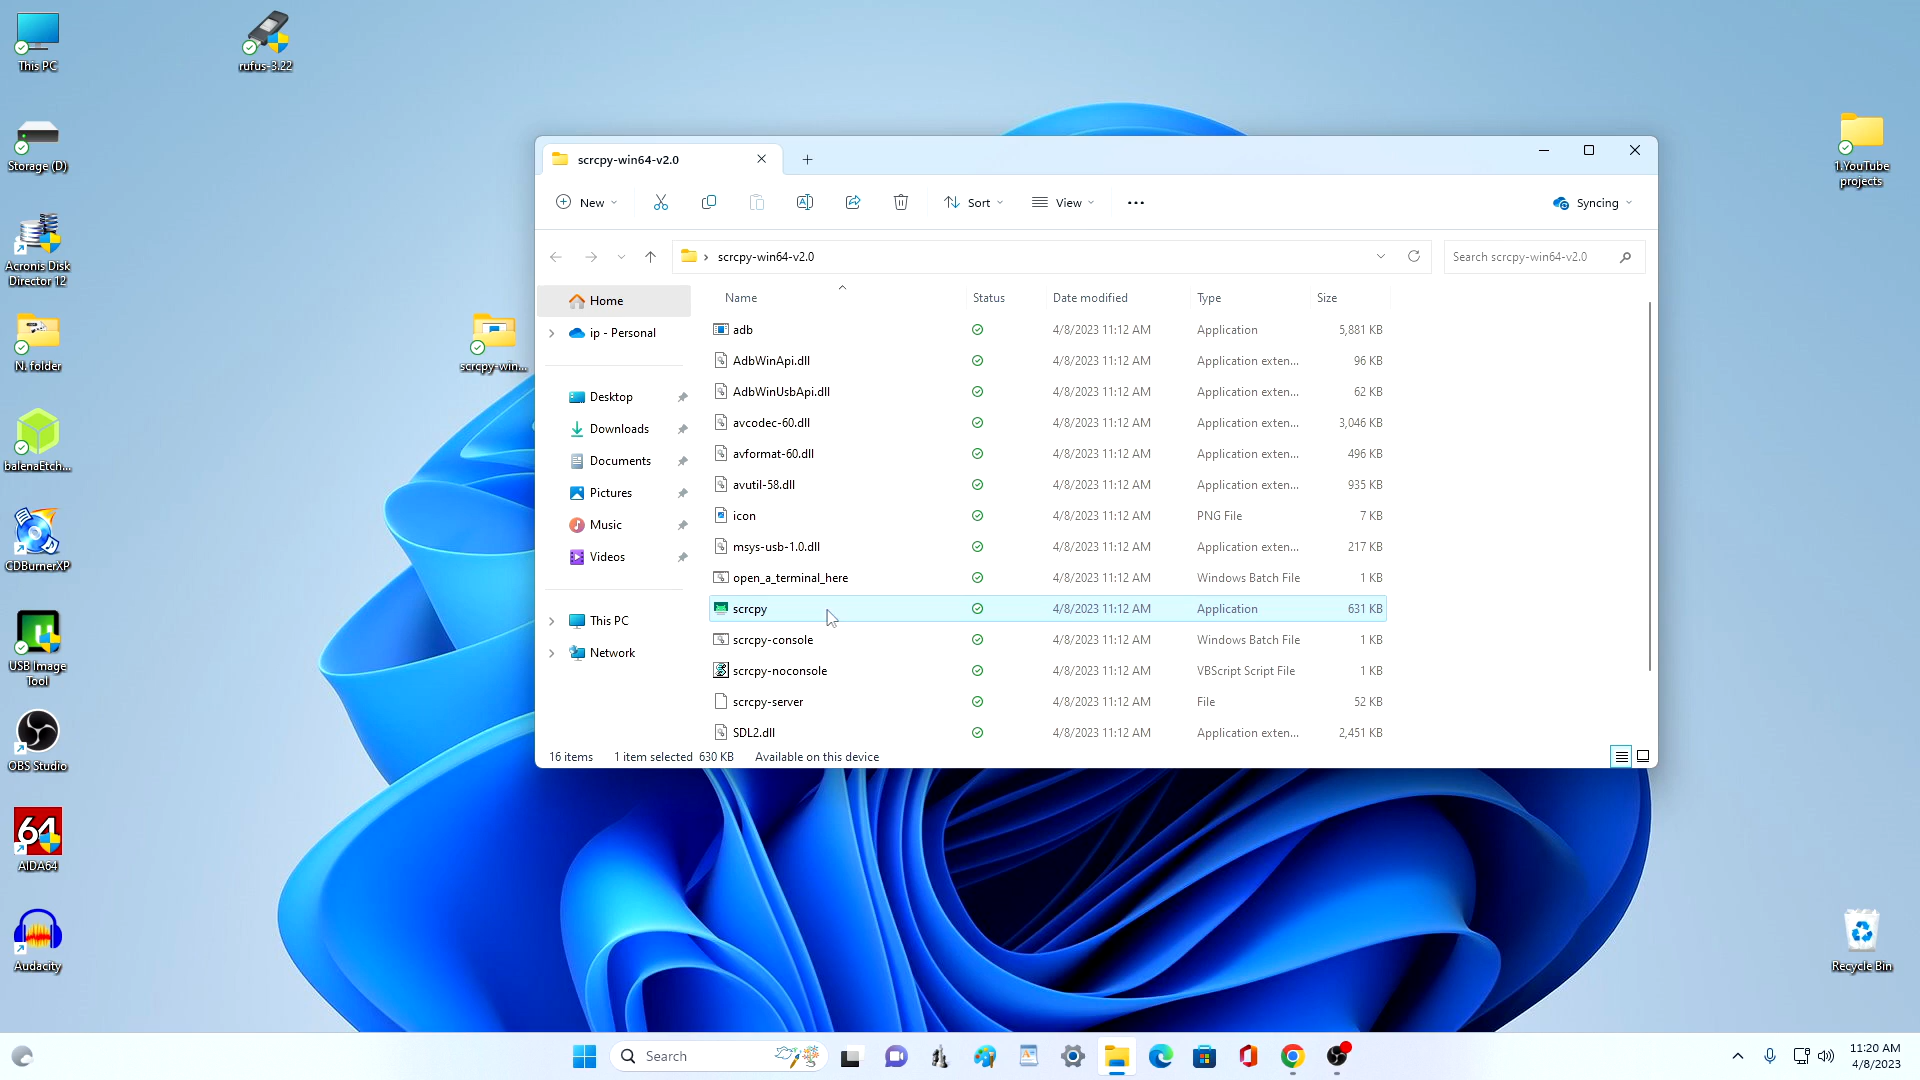 This PC
rufus-3.22
Storage (D)
Acronis Disk
Director 12
N. folder
balenaEtch...
CDBurnerXP
USB Image
Tool
OBS Studio
64
AIDA64
Audacity
scrcpy-win...
1.YouTube
projects
Recycle Bin
scrcpy-win64-v2.0
New
Sort
View
Syncing
scrcpy-win64-v2.0
Search scrcpy-win64-v2.0
Home
ip - Personal
Desktop
Downloads
Documents
Pictures
Music
Videos
This PC
Network
Name Status Date modified Type Size
adb 4/8/2023 11:12 AM Application 5,881 KB
AdbWinApi.dll 4/8/2023 11:12 AM Application exten... 96 KB
AdbWinUsbApi.dll 4/8/2023 11:12 AM Application exten... 62 KB
avcodec-60.dll 4/8/2023 11:12 AM Application exten... 3,046 KB
avformat-60.dll 4/8/2023 11:12 AM Application exten... 496 KB
avutil-58.dll 4/8/2023 11:12 AM Application exten... 935 KB
icon 4/8/2023 11:12 AM PNG File 7 KB
msys-usb-1.0.dll 4/8/2023 11:12 AM Application exten... 217 KB
open_a_terminal_here 4/8/2023 11:12 AM Windows Batch File 1 KB
scrcpy 4/8/2023 11:12 AM Application 631 KB
scrcpy-console 4/8/2023 11:12 AM Windows Batch File 1 KB
scrcpy-noconsole 4/8/2023 11:12 AM VBScript Script File 1 KB
scrcpy-server 4/8/2023 11:12 AM File 52 KB
SDL2.dll 4/8/2023 11:12 AM Application exten... 2,451 KB
16 items 1 item selected 630 KB Available on this device
Search
11:20 AM
4/8/2023